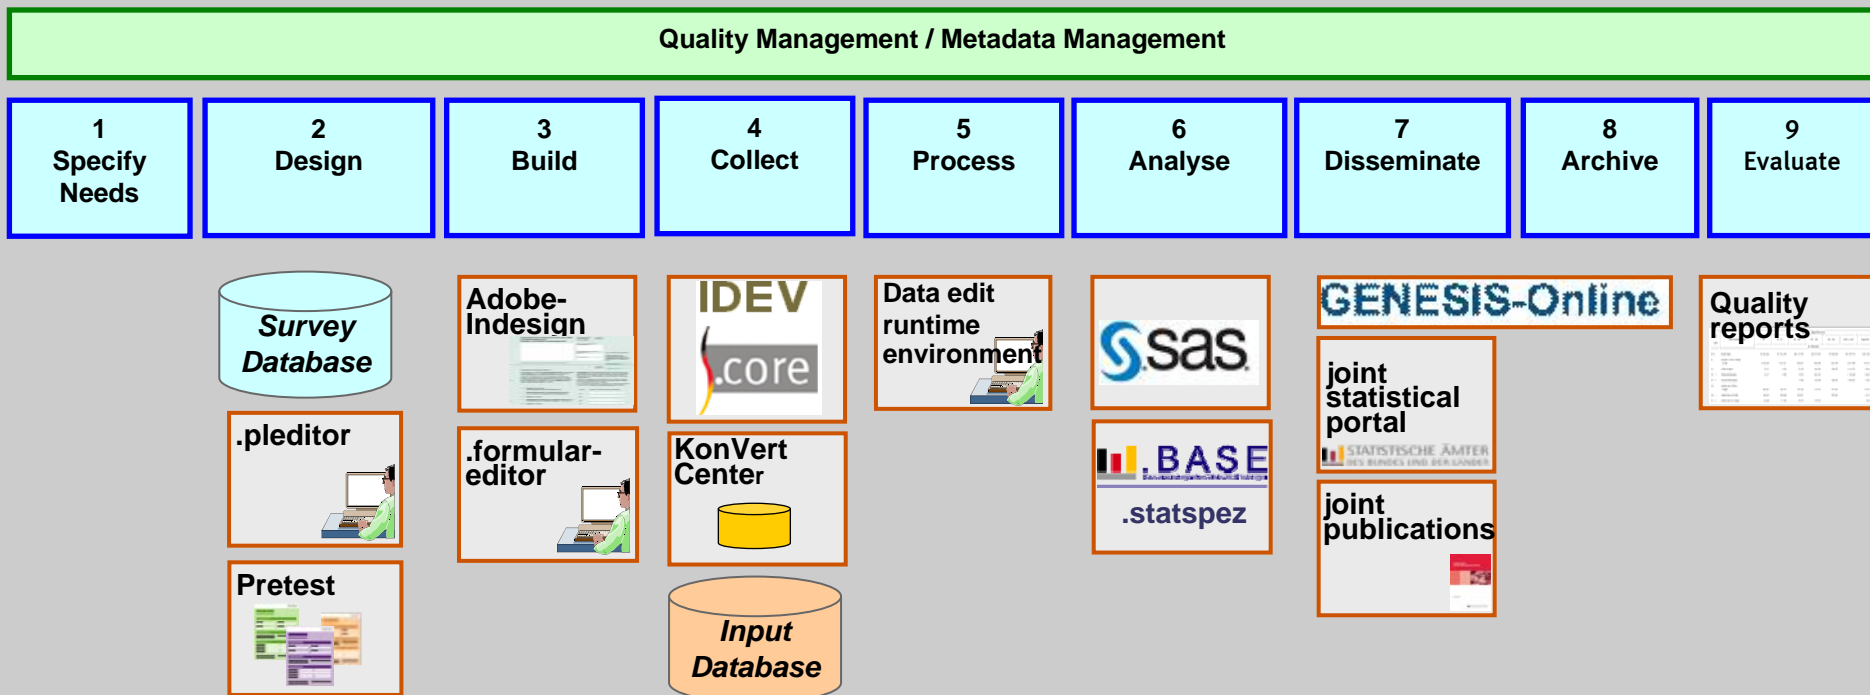 Quality Management / Metadata Management
1
Specify
Needs
2
Design
3
Build
4
Collect
5
Process
6
Analyse
7
Disseminate
8
Archive
9
Evaluate
Survey
Database
.pleditor
Pretest
Adobe-
Indesign
.formular-
editor
IDEV
.core
KonVert
Center
Input
Database
Data edit
runtime
environment
sas
.BASE
.statspez
GENESIS-Online
joint
statistical
portal
STATISTISCHE ÄMTER
DES BUNDES UND DER LÄNDER
joint
publications
Quality
reports